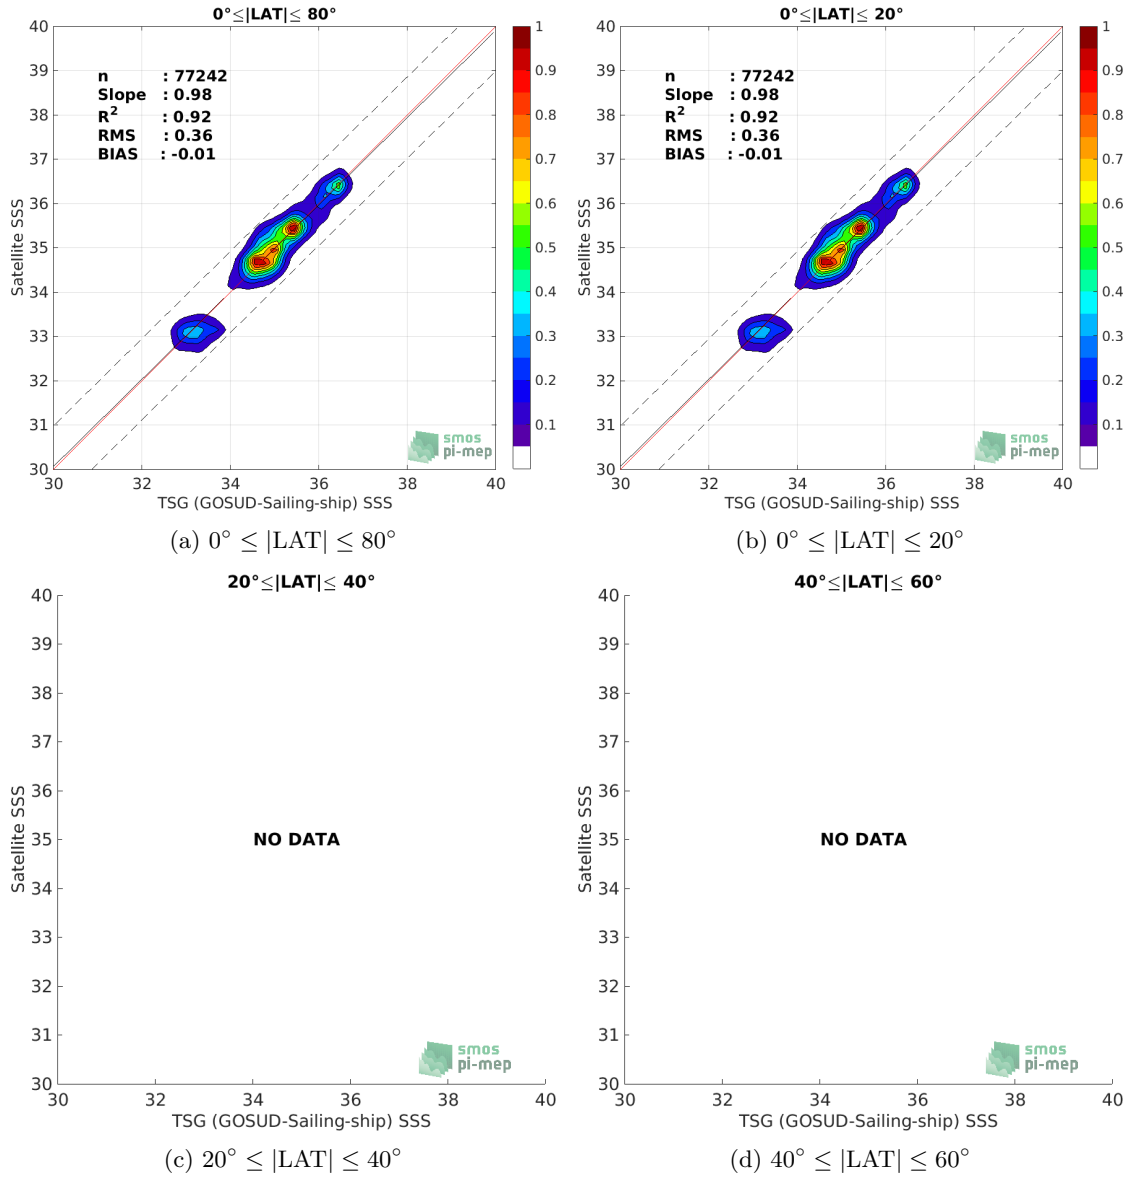 0°≤|LAT|≤ 80°
40
39
38
37
36
35
34
33
32
31
30
Satellite SSS
n : 77242
Slope : 0.98
R² : 0.92
RMS : 0.36
BIAS : -0.01
1
0.9
0.8
0.7
0.6
0.5
0.4
0.3
0.2
0.1
smos
pi-mep
30 32 34 36 38 40
TSG (GOSUD-Sailing-ship) SSS
(a) 0° ≤ |LAT| ≤ 80°
0°≤|LAT|≤ 20°
40
39
38
37
36
35
34
33
32
31
30
Satellite SSS
n : 77242
Slope : 0.98
R² : 0.92
RMS : 0.36
BIAS : -0.01
1
0.9
0.8
0.7
0.6
0.5
0.4
0.3
0.2
0.1
smos
pi-mep
30 32 34 36 38 40
TSG (GOSUD-Sailing-ship) SSS
(b) 0° ≤ |LAT| ≤ 20°
20°≤|LAT|≤ 40°
40
39
38
37
36
35
34
33
32
31
30
Satellite SSS
NO DATA
smos
pi-mep
30 32 34 36 38 40
TSG (GOSUD-Sailing-ship) SSS
(c) 20° ≤ |LAT| ≤ 40°
40°≤|LAT|≤ 60°
40
39
38
37
36
35
34
33
32
31
30
Satellite SSS
NO DATA
smos
pi-mep
30 32 34 36 38 40
TSG (GOSUD-Sailing-ship) SSS
(d) 40° ≤ |LAT| ≤ 60°